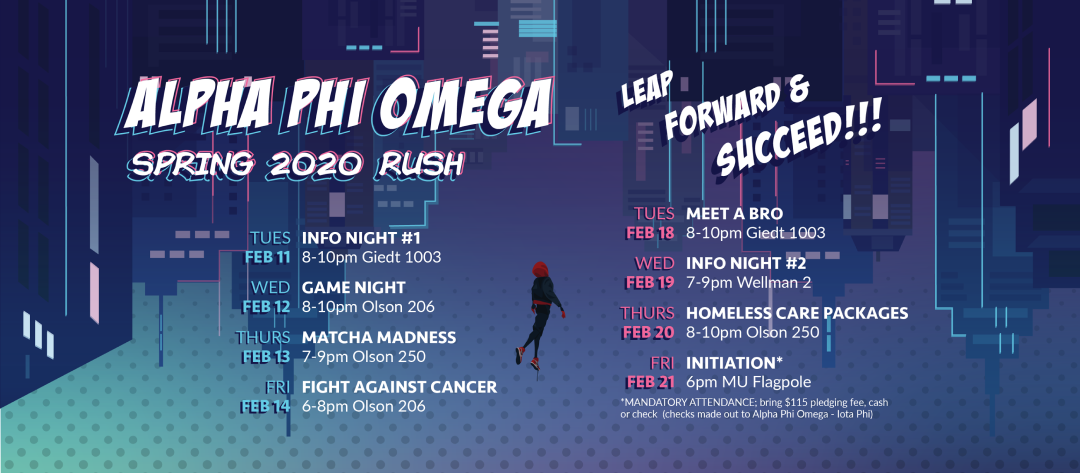 ALPHA PHI OMEGA
SPRING 2020 RUSH
TUES INFO NIGHT #1
FEB 11 8-10pm Giedt 1003
WED GAME NIGHT
FEB 12 8-10pm Olson 206
THURS MATCHA MADNESS
FEB 13 7-9pm Olson 250
FRI FIGHT AGAINST CANCER
FEB 14 6-8pm Olson 206
LEAP
FORWARD &
SUCCEED!!!
TUES MEET A BRO
FEB 18 8-10pm Giedt 1003
WED INFO NIGHT #2
FEB 19 7-9pm Wellman 2
THURS HOMELESS CARE PACKAGES
FEB 20 8-10pm Olson 250
FRI INITIATION*
FEB 21 6pm MU Flagpole
*MANDATORY ATTENDANCE; bring $115 pledging fee, cash
or check (checks made out to Alpha Phi Omega - Iota Phi)